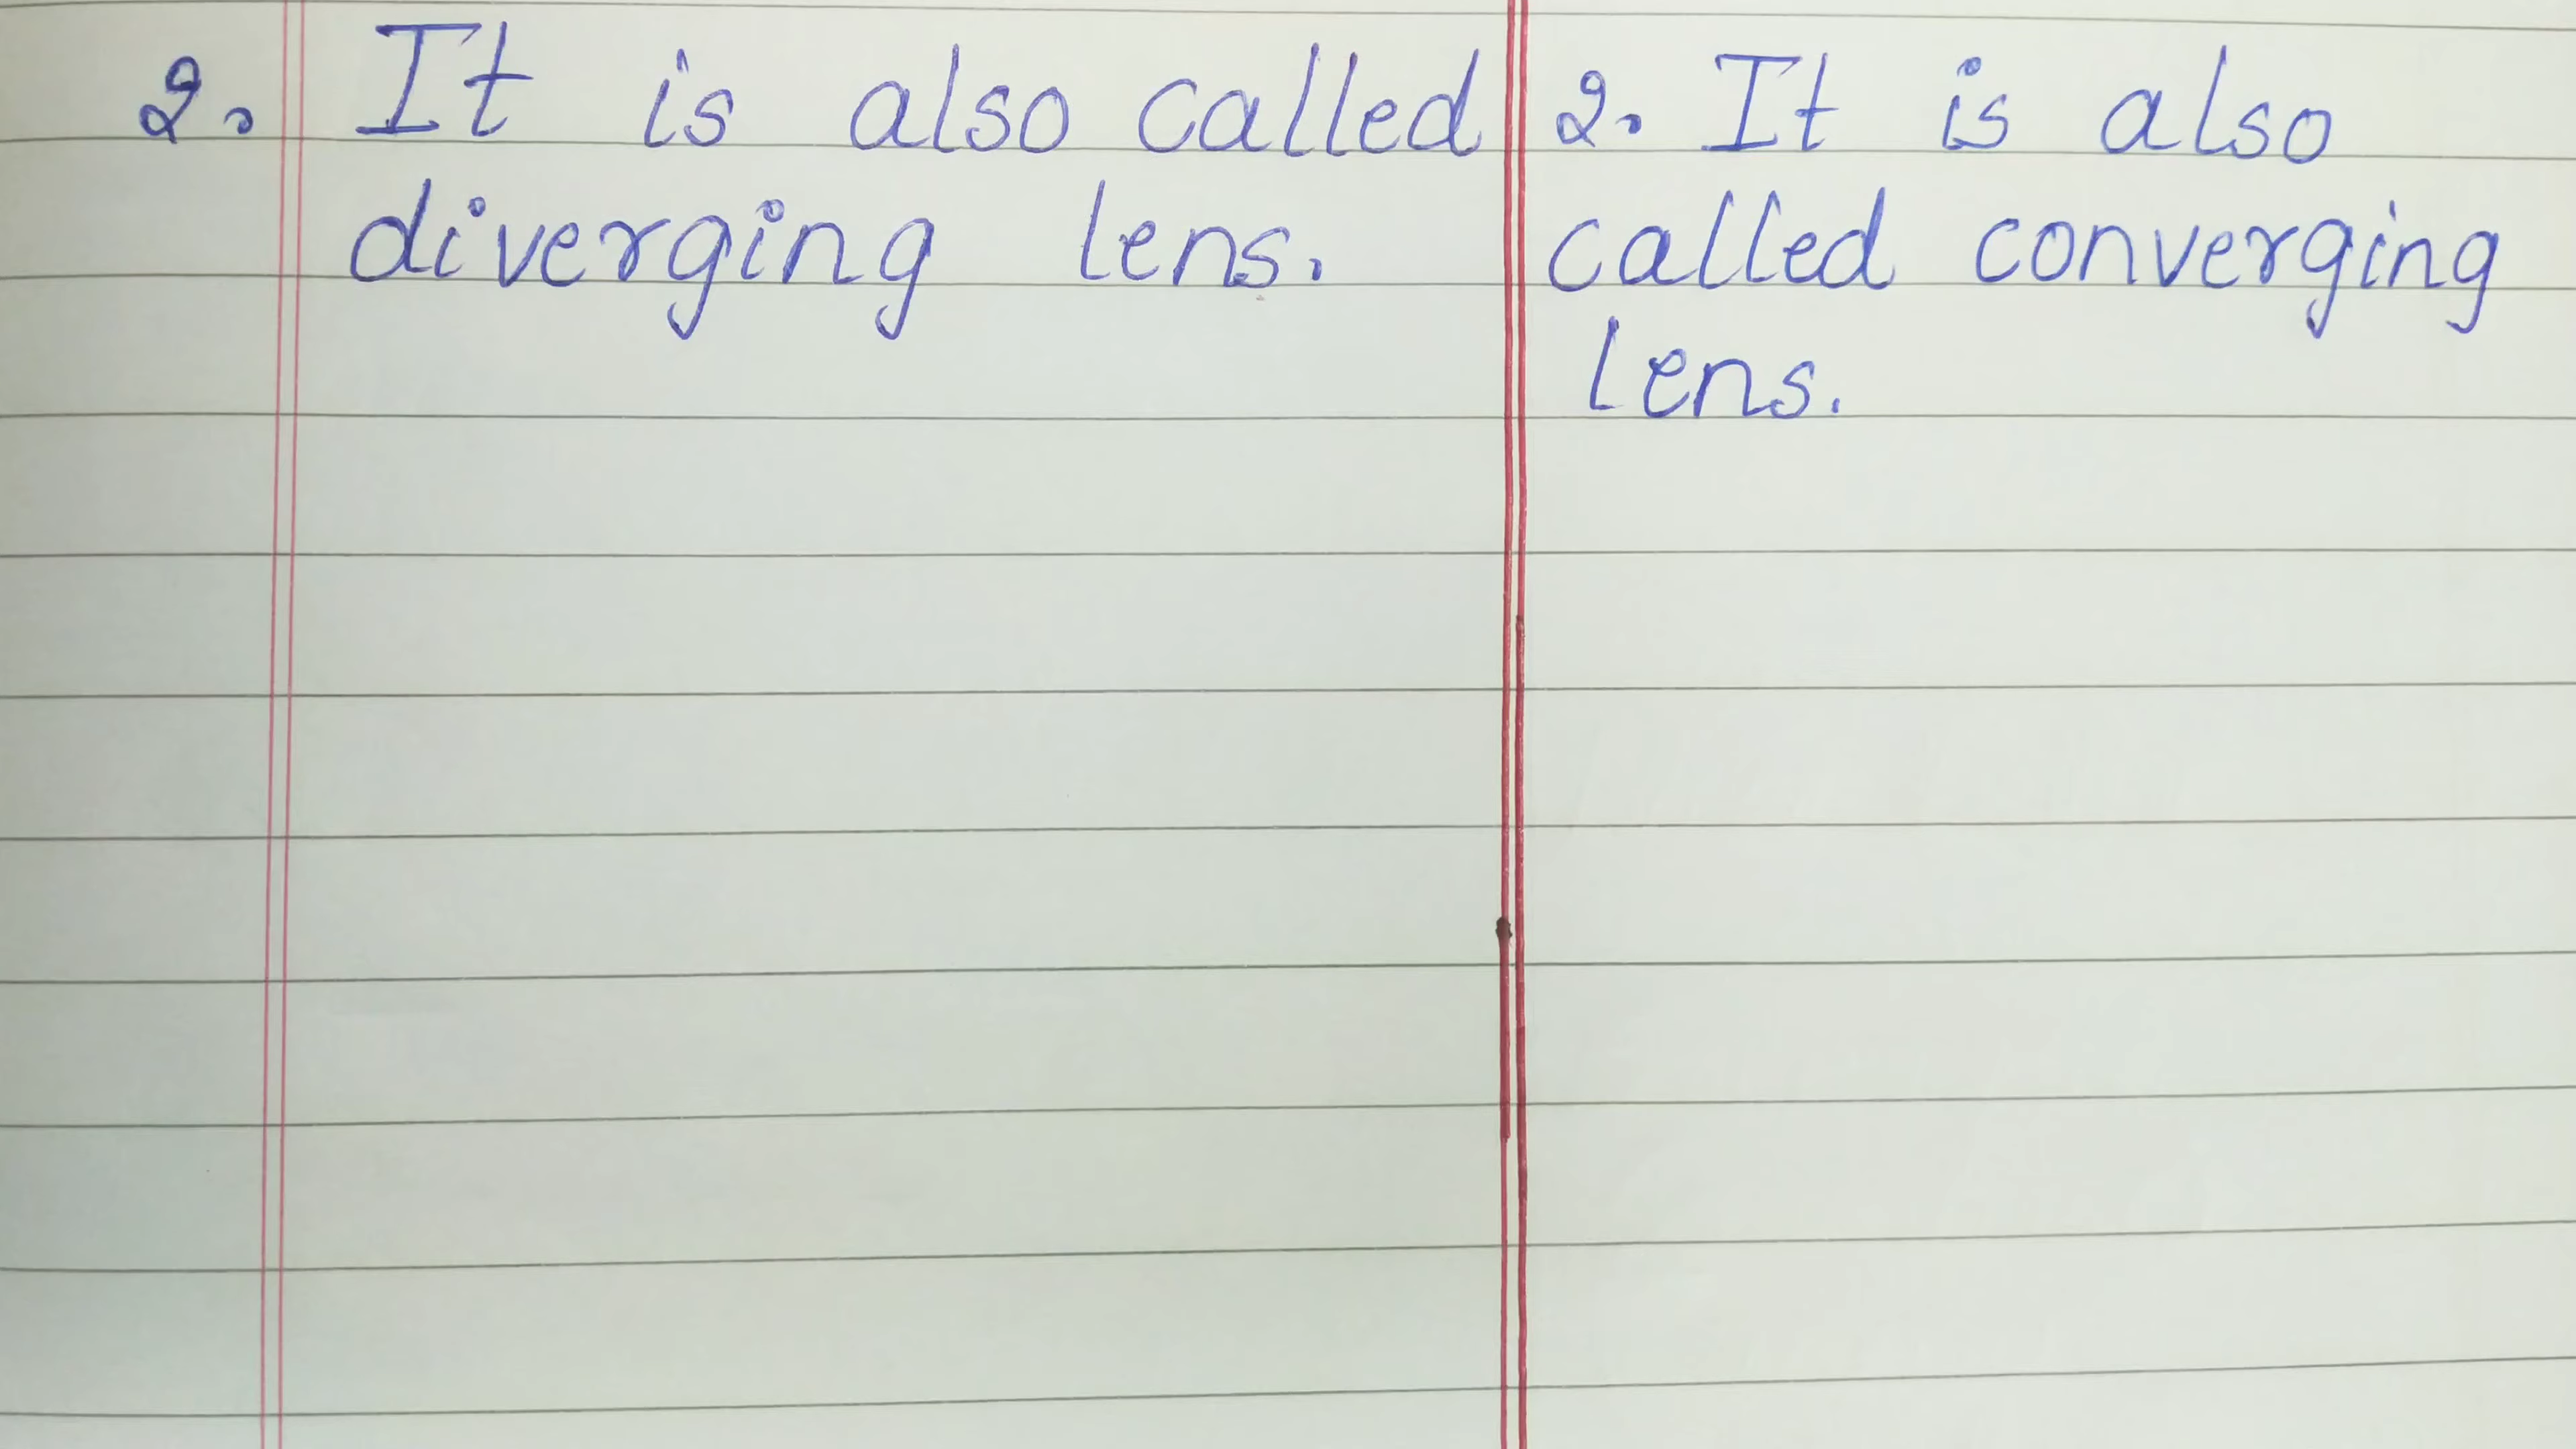 2. It is also called
diverging lens.
2. It is also
called converging
lens.